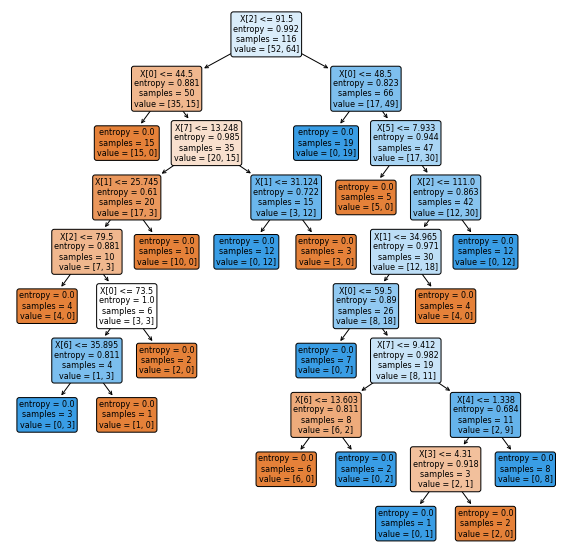 X[2] <= 91.5
entropy = 0.992
samples = 116
value = [52, 64]
X[0] <= 44.5
entropy = 0.881
samples = 50
value = [35, 15]
X[0] <= 48.5
entropy = 0.823
samples = 66
value = [17, 49]
entropy = 0.0
samples = 15
value = [15, 0]
X[7] <= 13.248
entropy = 0.985
samples = 35
value = [20, 15]
entropy = 0.0
samples = 19
value = [0, 19]
X[5] <= 7.933
entropy = 0.944
samples = 47
value = [17, 30]
X[1] <= 25.745
entropy = 0.61
samples = 20
value = [17, 3]
X[1] <= 31.124
entropy = 0.722
samples = 15
value = [3, 12]
entropy = 0.0
samples = 5
value = [5, 0]
X[2] <= 111.0
entropy = 0.863
samples = 42
value = [12, 30]
X[2] <= 79.5
entropy = 0.881
samples = 10
value = [7, 3]
entropy = 0.0
samples = 10
value = [10, 0]
entropy = 0.0
samples = 12
value = [0, 12]
entropy = 0.0
samples = 3
value = [3, 0]
X[1] <= 34.965
entropy = 0.971
samples = 30
value = [12, 18]
entropy = 0.0
samples = 12
value = [0, 12]
entropy = 0.0
samples = 4
value = [4, 0]
X[0] <= 73.5
entropy = 1.0
samples = 6
value = [3, 3]
X[0] <= 59.5
entropy = 0.89
samples = 26
value = [8, 18]
entropy = 0.0
samples = 4
value = [4, 0]
X[6] <= 35.895
entropy = 0.811
samples = 4
value = [1, 3]
entropy = 0.0
samples = 2
value = [2, 0]
entropy = 0.0
samples = 7
value = [0, 7]
X[7] <= 9.412
entropy = 0.982
samples = 19
value = [8, 11]
entropy = 0.0
samples = 3
value = [0, 3]
entropy = 0.0
samples = 1
value = [1, 0]
X[6] <= 13.603
entropy = 0.811
samples = 8
value = [6, 2]
X[4] <= 1.338
entropy = 0.684
samples = 11
value = [2, 9]
entropy = 0.0
samples = 6
value = [6, 0]
entropy = 0.0
samples = 2
value = [0, 2]
X[3] <= 4.31
entropy = 0.918
samples = 3
value = [2, 1]
entropy = 0.0
samples = 8
value = [0, 8]
entropy = 0.0
samples = 1
value = [0, 1]
entropy = 0.0
samples = 2
value = [2, 0]